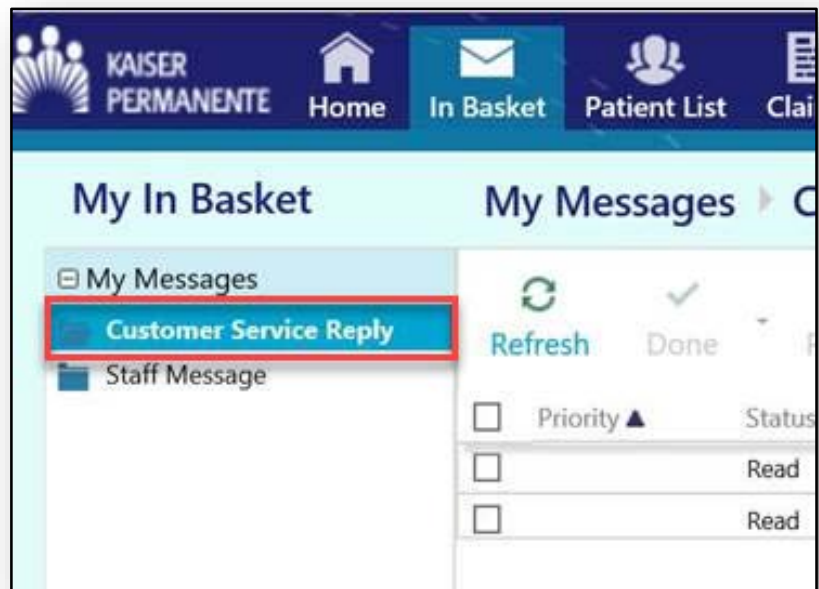 KAISER
PERMANENTE
Home
In Basket
Patient List
My In Basket
My Messages
My Messages
Customer Service Reply
Staff Message
Refresh
Done
Priority
Status
Read
Read